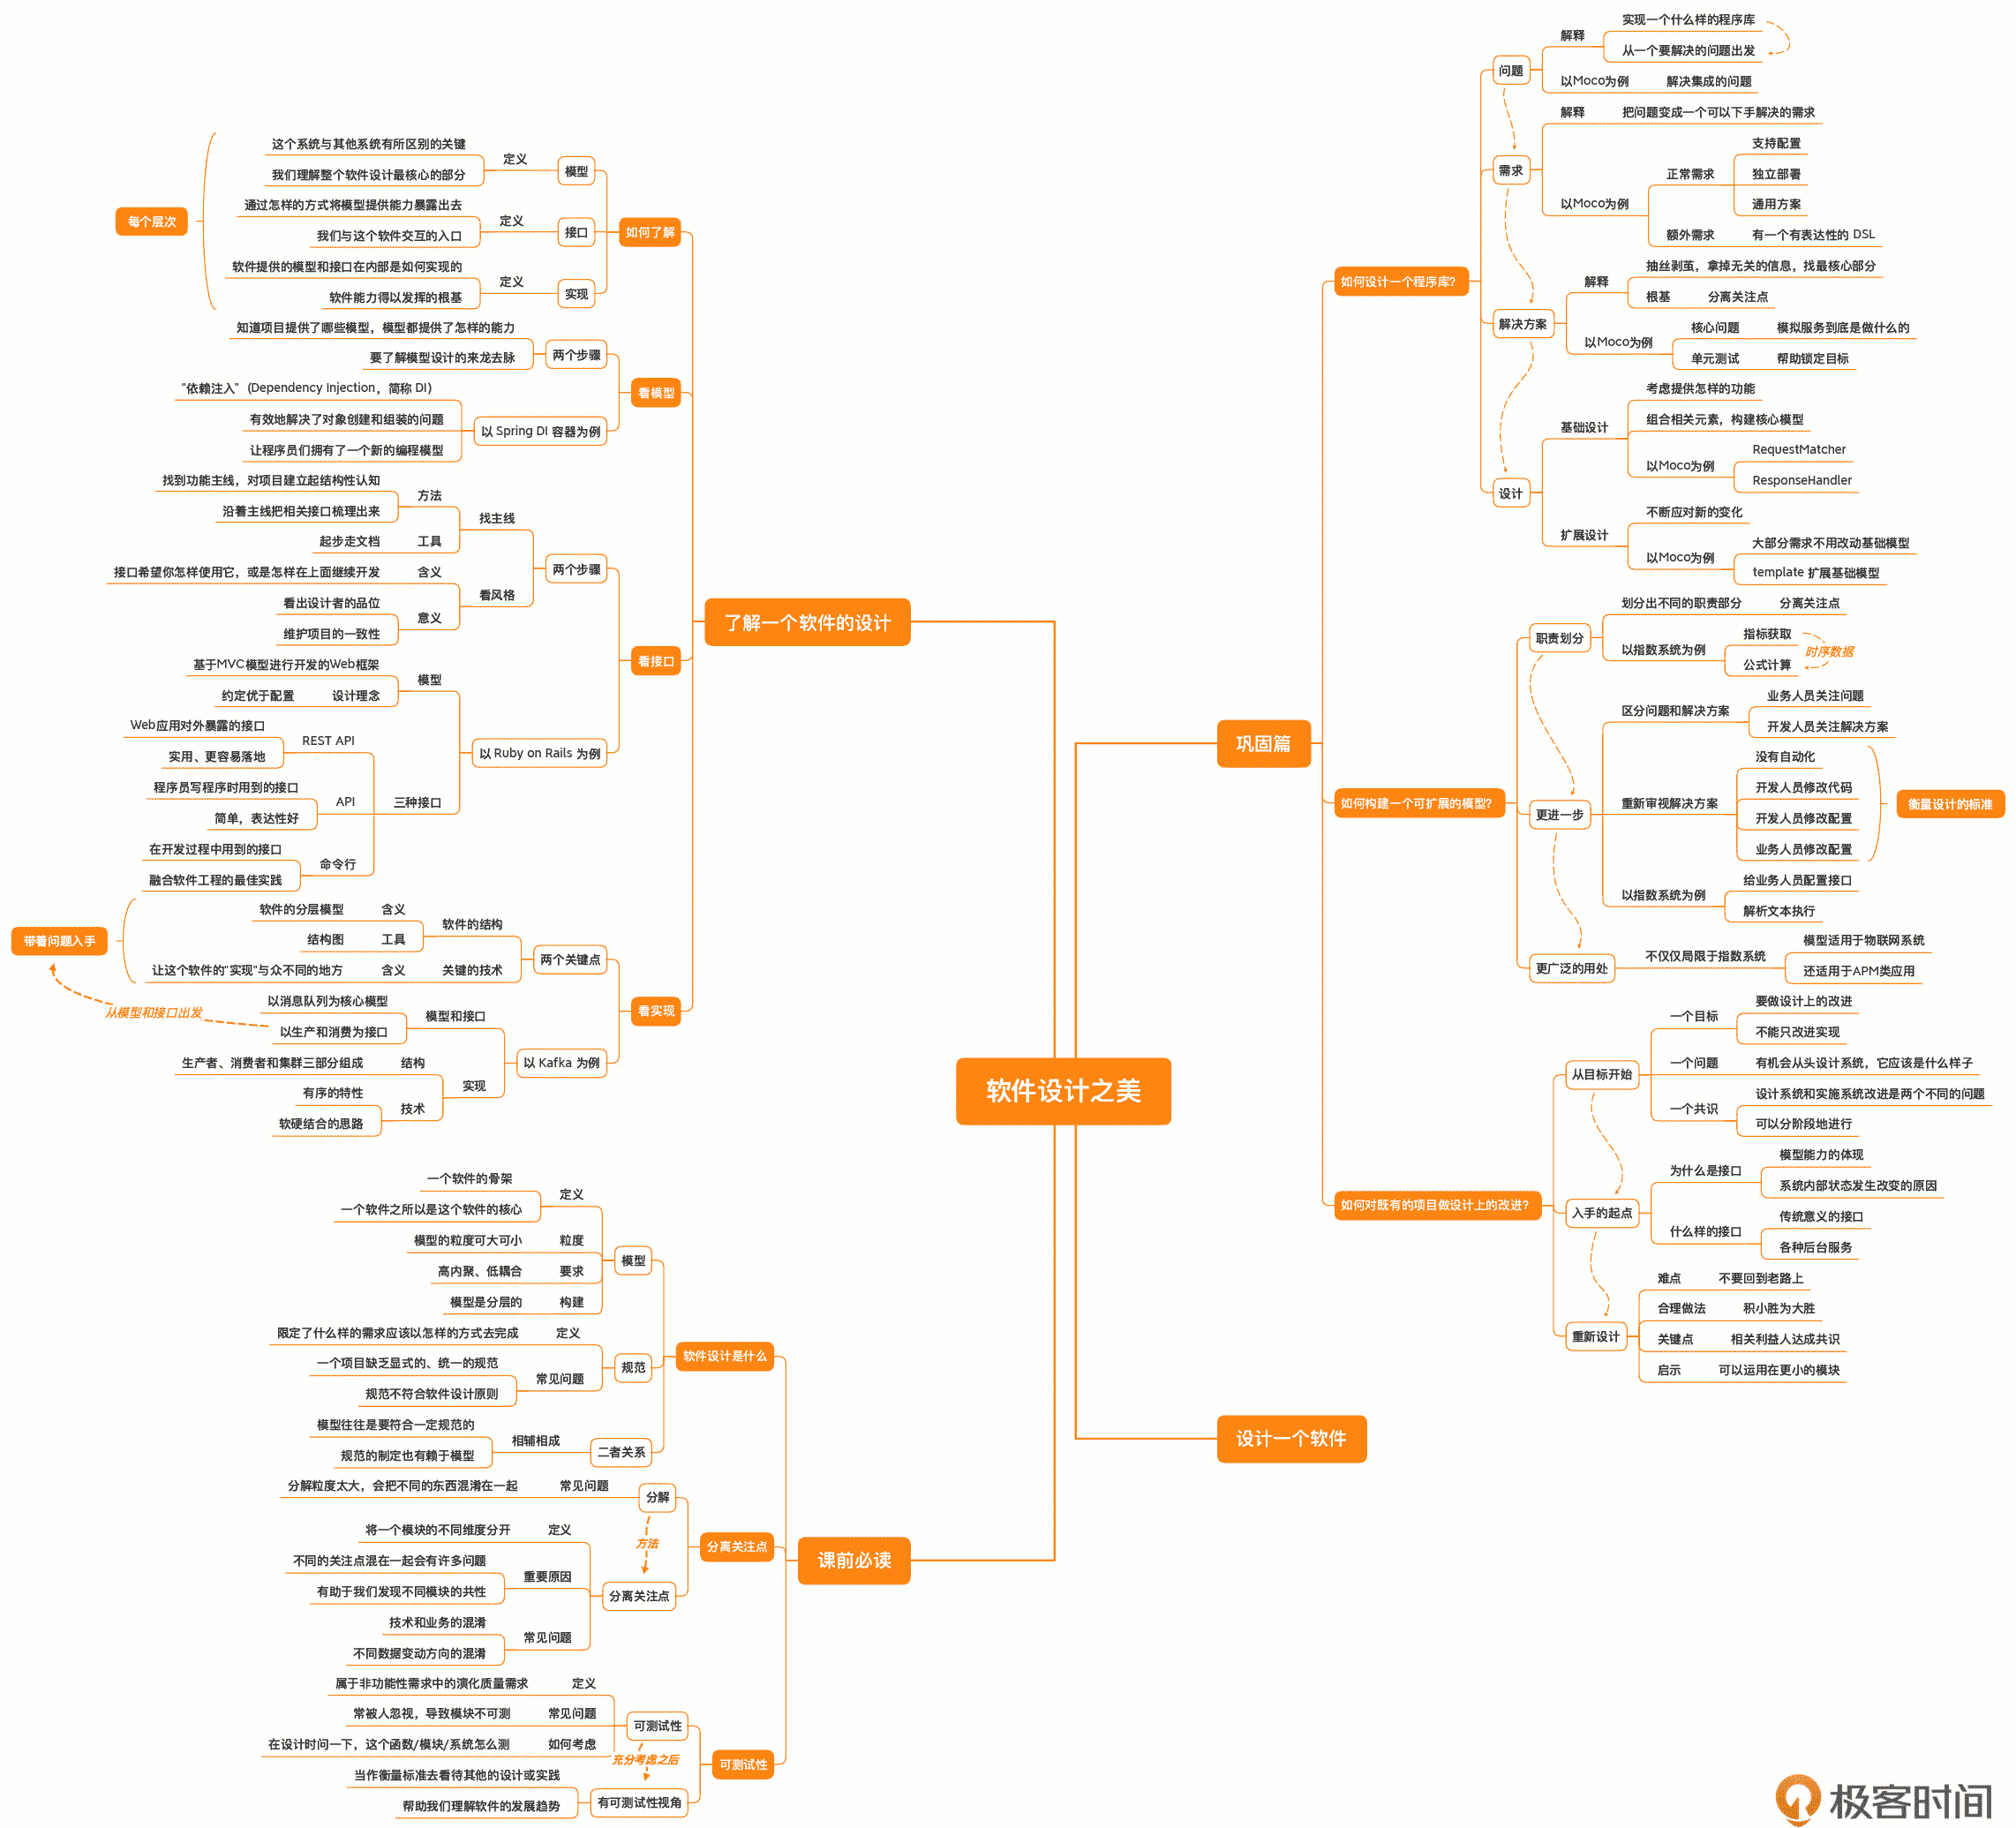 软件设计之美
课前必读
软件设计是什么
模型
定义
一个软件的骨架
一个软件之所以是这个软件的核心
粒度
模型的粒度可大可小
要求
高内聚、低耦合
构建
模型是分层的
规范
定义
限定了什么样的需求应该以怎样的方式去完成
常见问题
一个项目缺乏显式的、统一的规范
规范不符合软件设计原则
二者关系
相辅相成
模型往往是要符合一定规范的
规范的制定也有赖于模型
分离关注点
分解
常见问题
分解粒度太大，会把不同的东西混淆在一起
方法
分离关注点
定义
将一个模块的不同维度分开
重要原因
不同的关注点混在一起会有许多问题
有助于我们发现不同模块的共性
常见问题
技术和业务的混淆
不同数据变动方向的混淆
可测试性
可测试性
定义
属于非功能性需求中的演化质量需求
常见问题
常被人忽视，导致模块不可测
如何考虑
在设计时问一下，这个函数/模块/系统怎么测
充分考虑之后
有可测试性视角
当作衡量标准去看待其他的设计或实践
帮助我们理解软件的发展趋势
了解一个软件的设计
如何了解
模型
定义
这个系统与其他系统有所区别的关键
我们理解整个软件设计最核心的部分
接口
定义
通过怎样的方式将模型提供能力暴露出去
我们与这个软件交互的入口
实现
定义
软件提供的模型和接口在内部是如何实现的
软件能力得以发挥的根基
每个层次
看模型
两个步骤
知道项目提供了哪些模型，模型都提供了怎样的能力
要了解模型设计的来龙去脉
以 Spring DI 容器为例
"依赖注入"（Dependency Injection，简称 DI）
有效地解决了对象创建和组装的问题
让程序员们拥有了一个新的编程模型
看接口
两个步骤
找主线
方法
找到功能主线，对项目建立起结构性认知
沿着主线把相关接口梳理出来
工具
起步走文档
看风格
含义
接口希望你怎样使用它，或是怎样在上面继续开发
意义
看出设计者的品位
维护项目的一致性
以 Ruby on Rails 为例
模型
基于MVC模型进行开发的Web框架
设计理念
约定优于配置
三种接口
REST API
Web应用对外暴露的接口
实用、更容易落地
API
程序员写程序时用到的接口
简单，表达性好
命令行
在开发过程中用到的接口
融合软件工程的最佳实践
看实现
两个关键点
软件的结构
含义
软件的分层模型
工具
结构图
关键的技术
含义
让这个软件的"实现"与众不同的地方
带着问题入手
从模型和接口出发
以 Kafka 为例
模型和接口
以消息队列为核心模型
以生产和消费为接口
实现
结构
生产者、消费者和集群三部分组成
技术
有序的特性
软硬结合的思路
设计一个软件
巩固篇
如何设计一个程序库？
问题
解释
实现一个什么样的程序库
从一个要解决的问题出发
以Moco为例
解决集成的问题
需求
解释
把问题变成一个可以下手解决的需求
以Moco为例
正常需求
支持配置
独立部署
通用方案
额外需求
有一个有表达性的 DSL
解决方案
解释
抽丝剥茧，拿掉无关的信息，找最核心部分
根基
分离关注点
以Moco为例
核心问题
模拟服务到底是做什么的
单元测试
帮助锁定目标
设计
基础设计
考虑提供怎样的功能
组合相关元素，构建核心模型
以Moco为例
RequestMatcher
ResponseHandler
扩展设计
不断应对新的变化
以Moco为例
大部分需求不用改动基础模型
template 扩展基础模型
如何构建一个可扩展的模型？
职责划分
划分出不同的职责部分
分离关注点
以指数系统为例
指标获取
公式计算
时序数据
更进一步
区分问题和解决方案
业务人员关注问题
开发人员关注解决方案
重新审视解决方案
没有自动化
开发人员修改代码
开发人员修改配置
业务人员修改配置
衡量设计的标准
以指数系统为例
给业务人员配置接口
解析文本执行
更广泛的用处
不仅仅局限于指数系统
模型适用于物联网系统
还适用于APM类应用
如何对既有的项目做设计上的改进？
从目标开始
一个目标
要做设计上的改进
不能只改进实现
一个问题
有机会从头设计系统，它应该是什么样子
一个共识
设计系统和实施系统改进是两个不同的问题
可以分阶段地进行
入手的起点
为什么是接口
模型能力的体现
系统内部状态发生改变的原因
什么样的接口
传统意义的接口
各种后台服务
重新设计
难点
不要回到老路上
合理做法
积小胜为大胜
关键点
相关利益人达成共识
启示
可以运用在更小的模块
极客时间